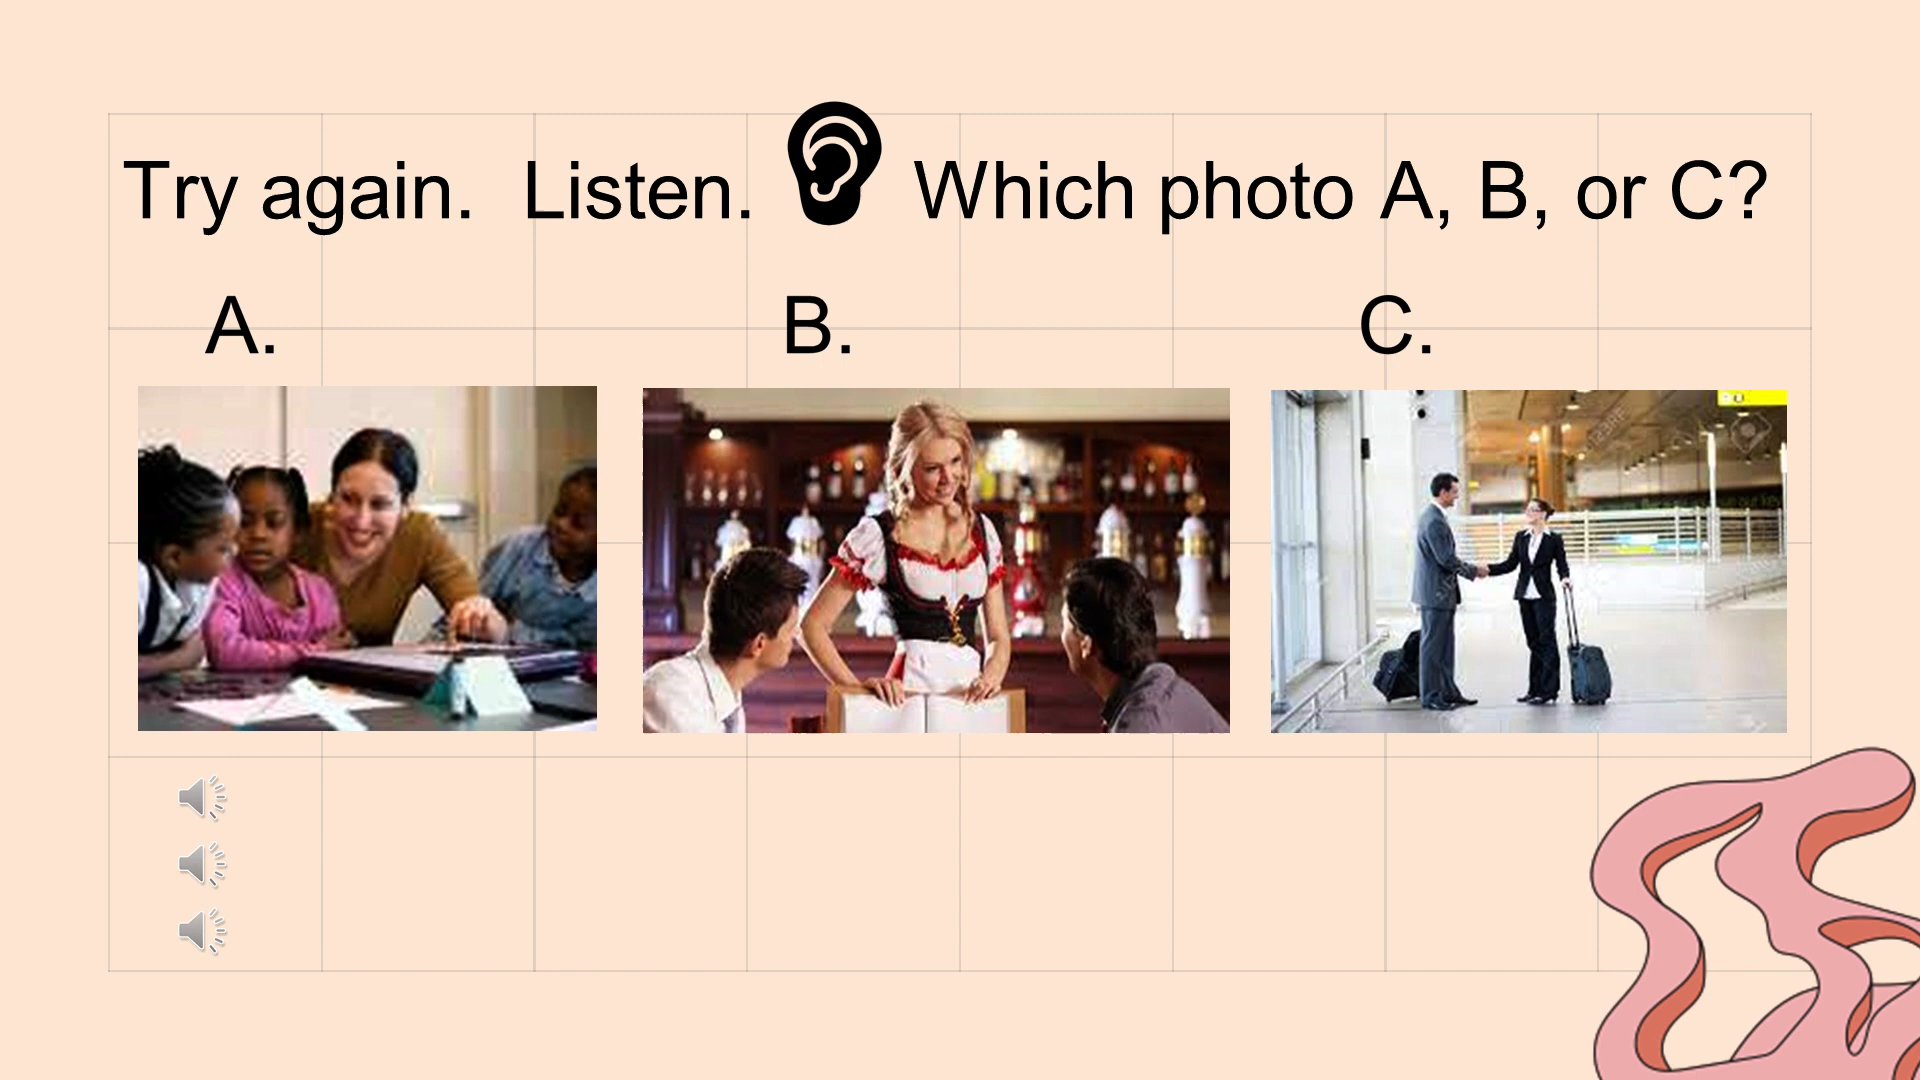 Try again. Listen. Which photo A, B, or C?
A. B. C.